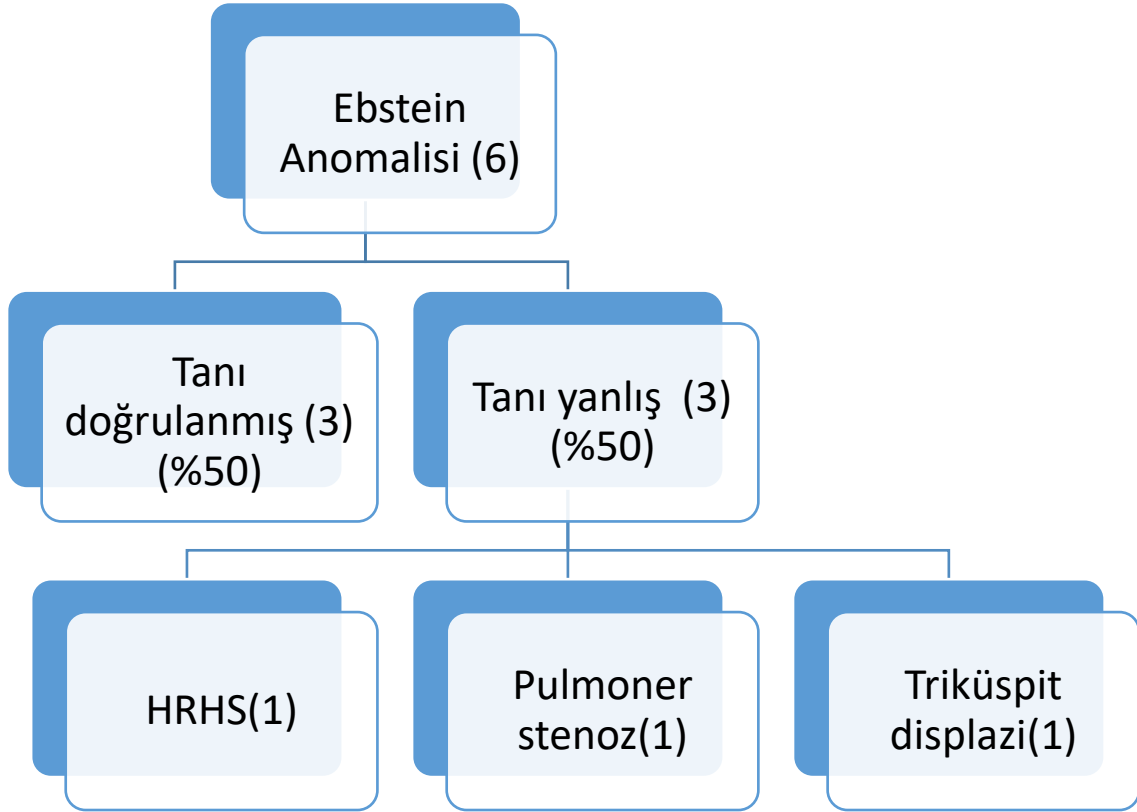 Ebstein
Anomalisi (6)
Tanı
doğrulanmış (3)
(%50)
Tanı yanlış  (3)
(%50)
HRHS(1)
Pulmoner
stenoz(1)
Triküspit
displazi(1)